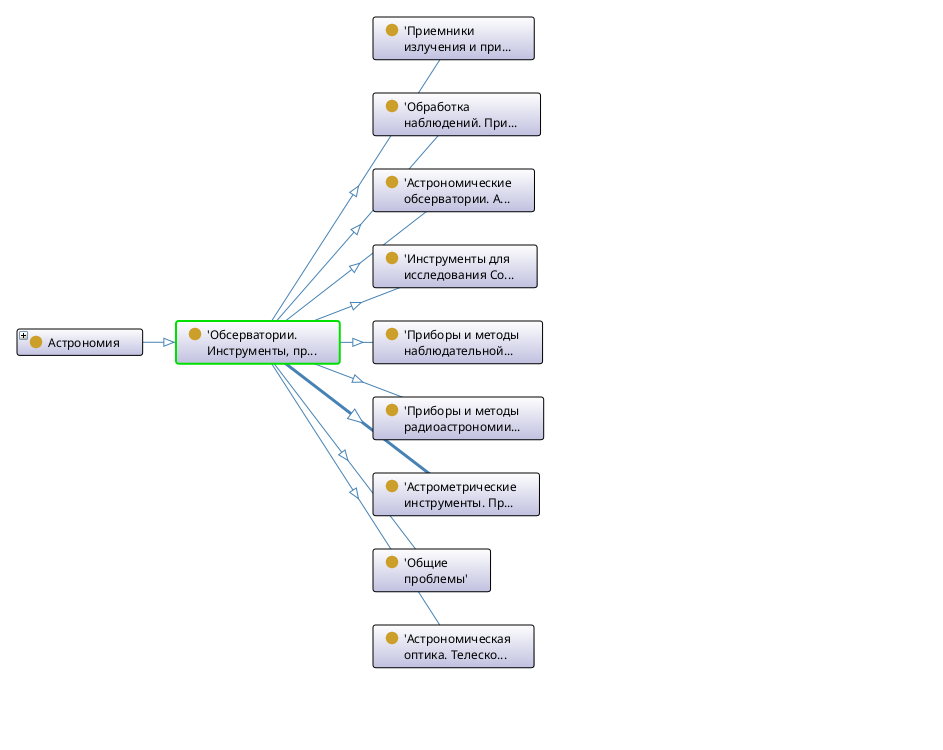 'Приемники
излучения и при...
'Обработка
наблюдений. При...
'Астрономические
обсерватории. А...
'Инструменты для
исследования Со...
Астрономия
'Обсерватории.
Инструменты, пр...
'Приборы и методы
наблюдательной...
'Приборы и методы
радиоастрономии...
'Астрометрические
инструменты. Пр...
'Общие
проблемы'
'Астрономическая
оптика. Телеско...